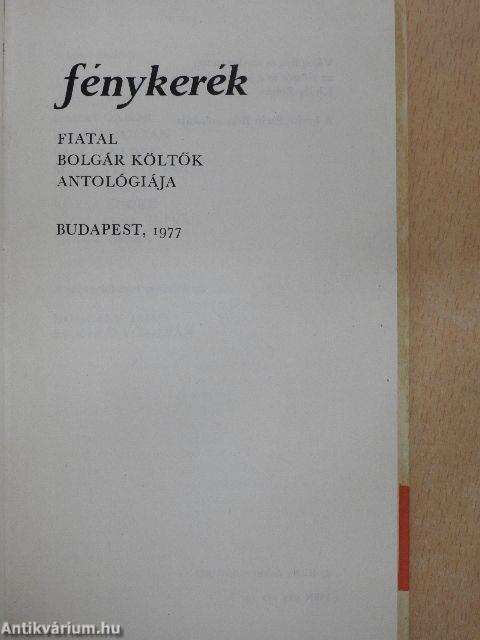 fénykerék
FIATAL
BOLGÁR KÖLTŐK
ANTOLÓGIÁJA
BUDAPEST, 1977
Antikvárium.hu